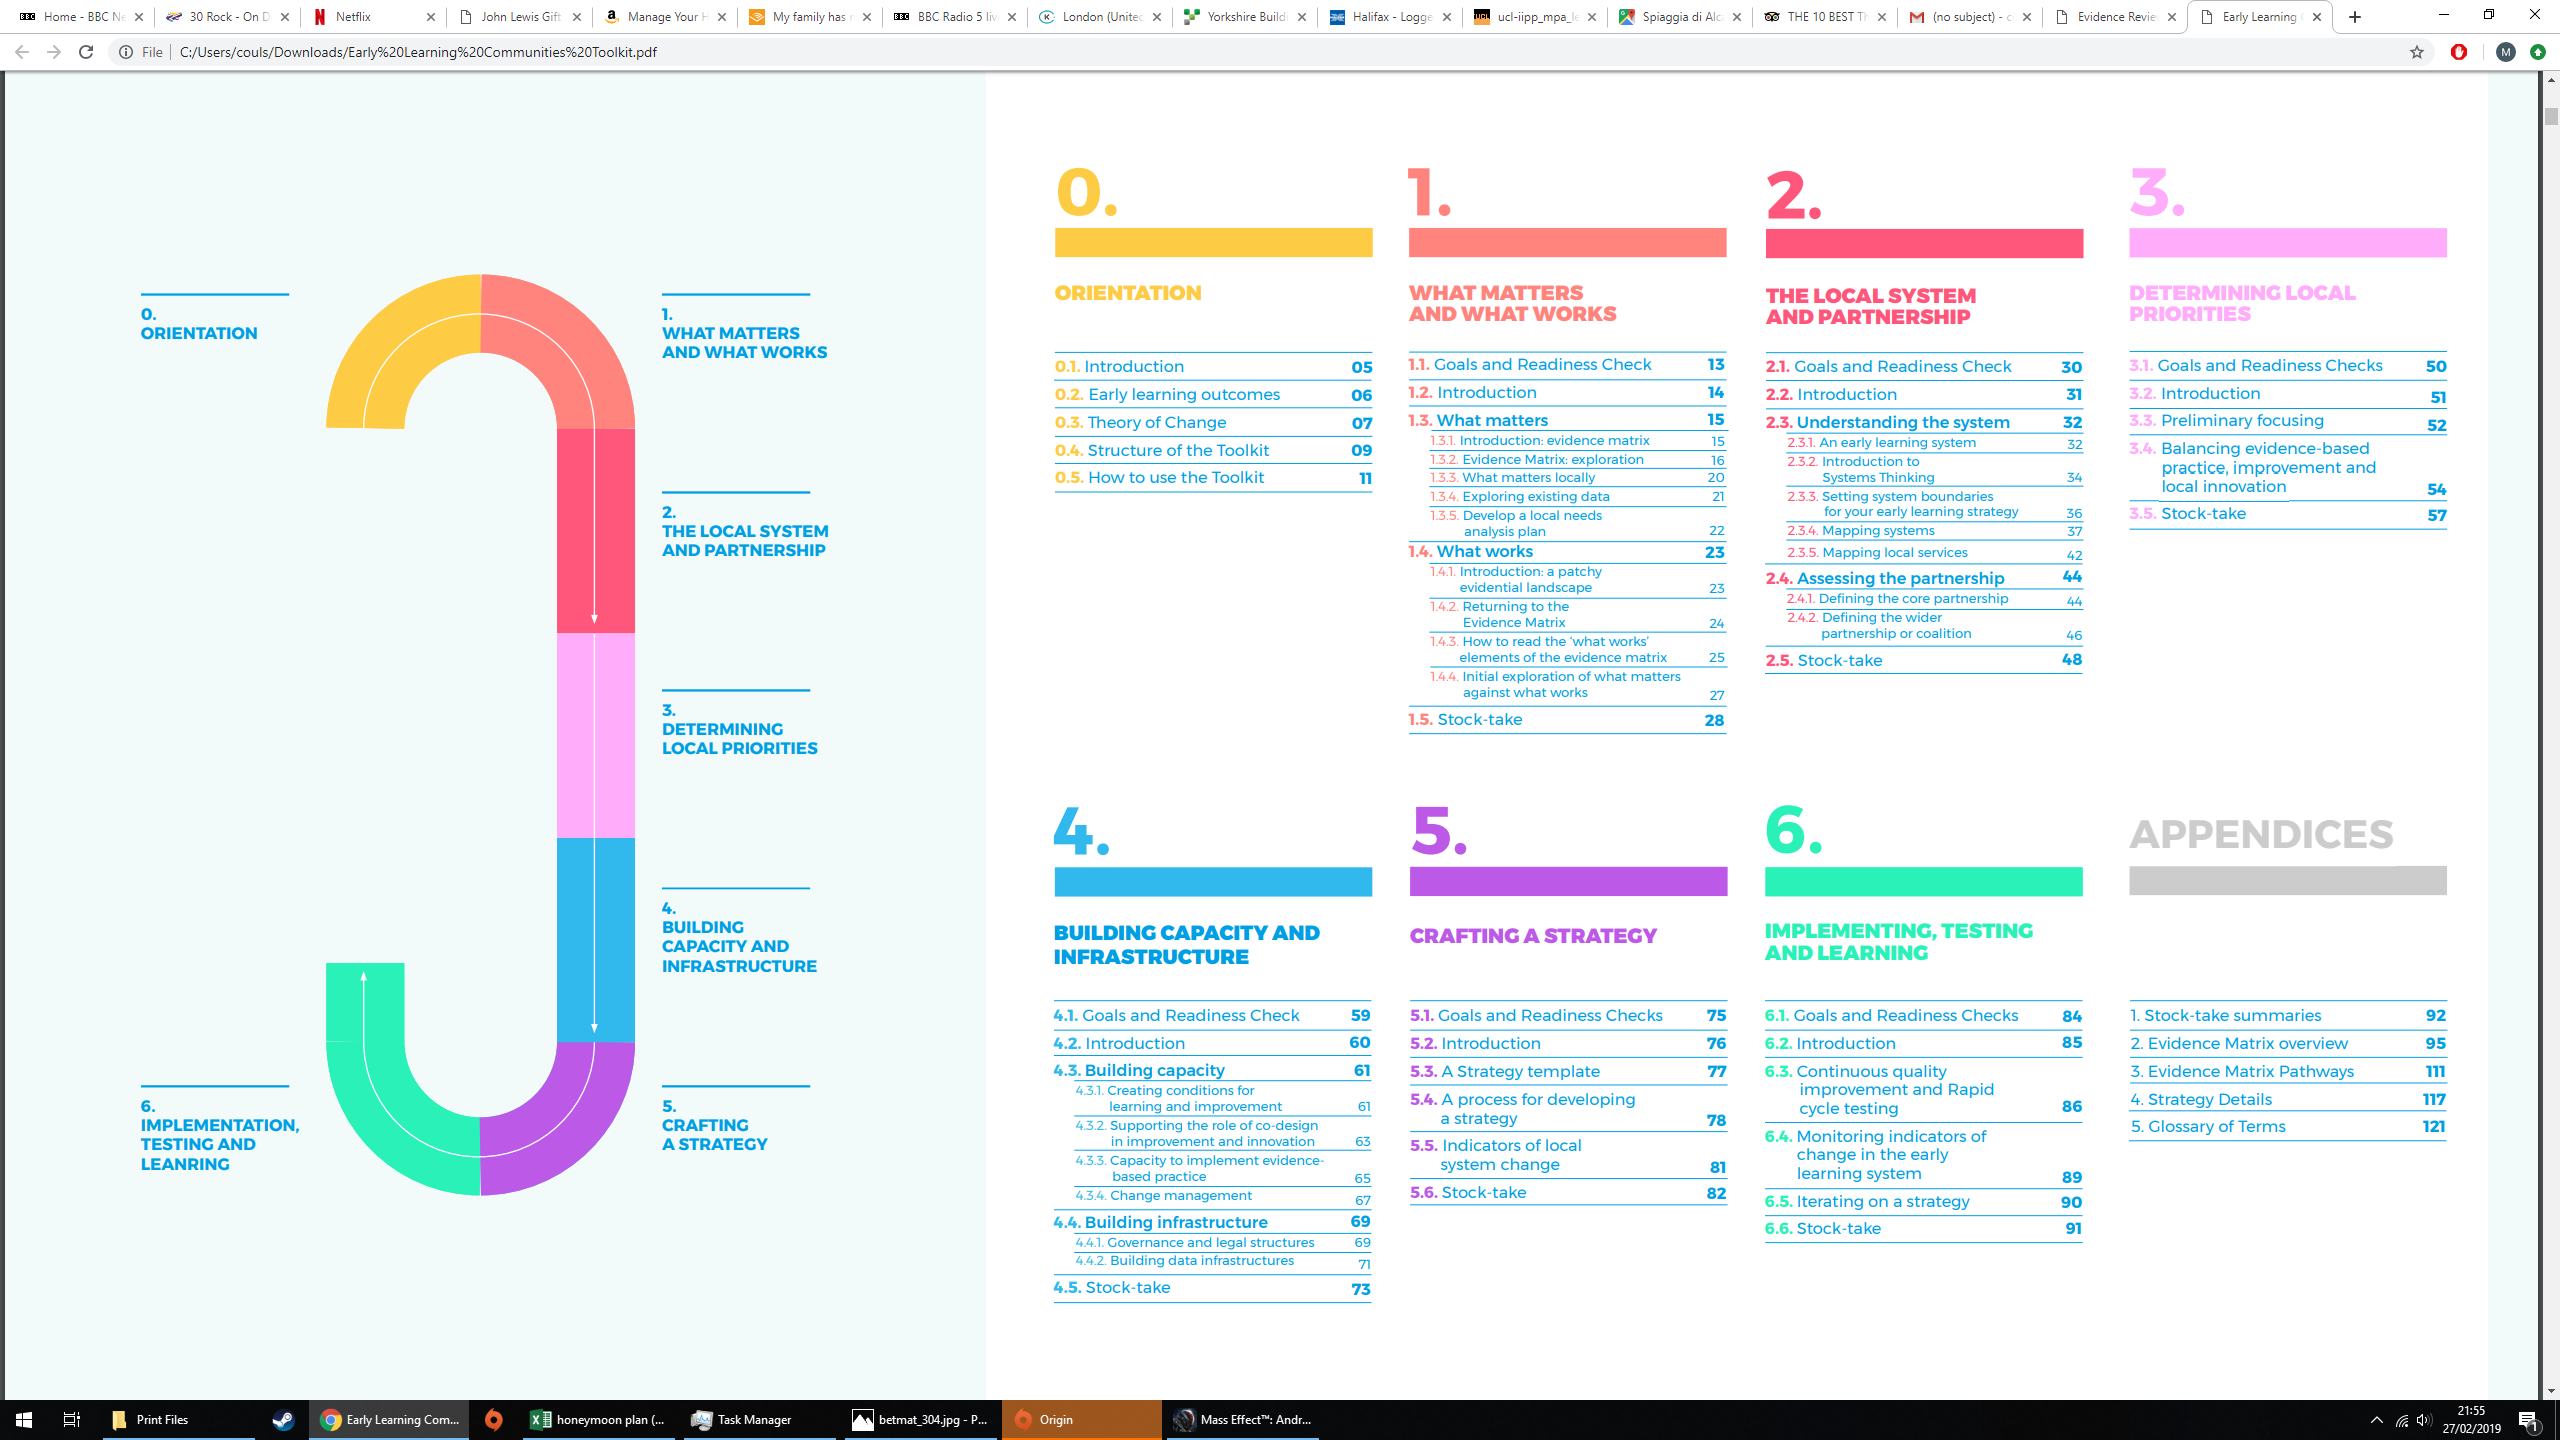 Home - BBC Ne
30 Rock - On D
Netflix
John Lewis Gift
Manage Your H
My family has
BBC Radio 5 liv
London (Unitec
Yorkshire Build
Halifax - Logge
ucl-iipp_mpa_le
Spiaggia di Alc
THE 10 BEST Th
(no subject) - c
Evidence Revie
Early Learning
File | C:/Users/couls/Downloads/Early%20Learning%20Communities%20Toolkit.pdf
M
0.
ORIENTATION
1.
WHAT MATTERS
AND WHAT WORKS
2.
THE LOCAL SYSTEM
AND PARTNERSHIP
3.
DETERMINING
LOCAL PRIORITIES
4.
BUILDING
CAPACITY AND
INFRASTRUCTURE
6.
IMPLEMENTATION,
TESTING AND
LEANRING
5.
CRAFTING
A STRATEGY
0.
ORIENTATION
0.1. Introduction 05
0.2. Early learning outcomes 06
0.3. Theory of Change 07
0.4. Structure of the Toolkit 09
0.5. How to use the Toolkit 11
1.
WHAT MATTERS
AND WHAT WORKS
1.1. Goals and Readiness Check 13
1.2. Introduction 14
1.3. What matters 15
1.3.1. Introduction: evidence matrix 15
1.3.2. Evidence Matrix: exploration 16
1.3.3. What matters locally 20
1.3.4. Exploring existing data 21
1.3.5. Develop a local needs
analysis plan 22
1.4. What works 23
1.4.1. Introduction: a patchy
evidential landscape 23
1.4.2. Returning to the
Evidence Matrix 24
1.4.3. How to read the 'what works'
elements of the evidence matrix 25
1.4.4. Initial exploration of what matters
against what works 27
1.5. Stock-take 28
2.
THE LOCAL SYSTEM
AND PARTNERSHIP
2.1. Goals and Readiness Check 30
2.2. Introduction 31
2.3. Understanding the system 32
2.3.1. An early learning system 32
2.3.2. Introduction to
Systems Thinking 34
2.3.3. Setting system boundaries
for your early learning strategy 36
2.3.4. Mapping systems 37
2.3.5. Mapping local services 42
2.4. Assessing the partnership 44
2.4.1. Defining the core partnership 44
2.4.2. Defining the wider
partnership or coalition 46
2.5. Stock-take 48
3.
DETERMINING LOCAL
PRIORITIES
3.1. Goals and Readiness Checks 50
3.2. Introduction 51
3.3. Preliminary focusing 52
3.4. Balancing evidence-based
practice, improvement and
local innovation 54
3.5. Stock-take 57
4.
BUILDING CAPACITY AND
INFRASTRUCTURE
4.1. Goals and Readiness Check 59
4.2. Introduction 60
4.3. Building capacity 61
4.3.1. Creating conditions for
learning and improvement 61
4.3.2. Supporting the role of co-design
in improvement and innovation 63
4.3.3. Capacity to implement evidence-
based practice 65
4.3.4. Change management 67
4.4. Building infrastructure 69
4.4.1. Governance and legal structures 69
4.4.2. Building data infrastructures 71
4.5. Stock-take 73
5.
CRAFTING A STRATEGY
5.1. Goals and Readiness Checks 75
5.2. Introduction 76
5.3. A Strategy template 77
5.4. A process for developing
a strategy 78
5.5. Indicators of local
system change 81
5.6. Stock-take 82
6.
IMPLEMENTING, TESTING
AND LEARNING
6.1. Goals and Readiness Checks 84
6.2. Introduction 85
6.3. Continuous quality
improvement and Rapid
cycle testing 86
6.4. Monitoring indicators of
change in the early
learning system 89
6.5. Iterating on a strategy 90
6.6. Stock-take 91
APPENDICES
1. Stock-take summaries 92
2. Evidence Matrix overview 95
3. Evidence Matrix Pathways 111
4. Strategy Details 117
5. Glossary of Terms 121
Print Files
Early Learning Com...
honeymoon plan (...
Task Manager
betmat_304.jpg - P...
Origin
Mass Effect™: Andr...
21:55
27/02/2019
1